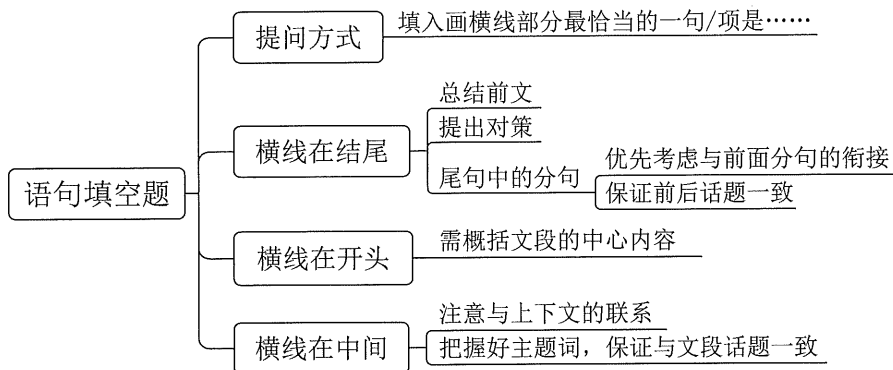 语句填空题
提问方式
填入画横线部分最恰当的一句/项是……
横线在结尾
总结前文
提出对策
尾句中的分句
优先考虑与前面分句的衔接
保证前后话题一致
横线在开头
需概括文段的中心内容
横线在中间
注意与上下文的联系
把握好主题词，保证与文段话题一致